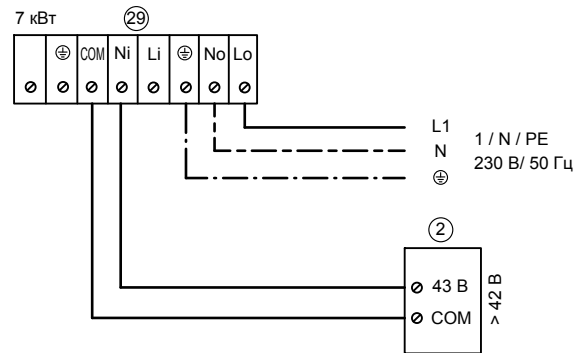 7 кВт
29
COM Ni Li No Lo
L1
N
1 / N / PE
230 В/ 50 Гц
2
43 В
COM
> 42 В